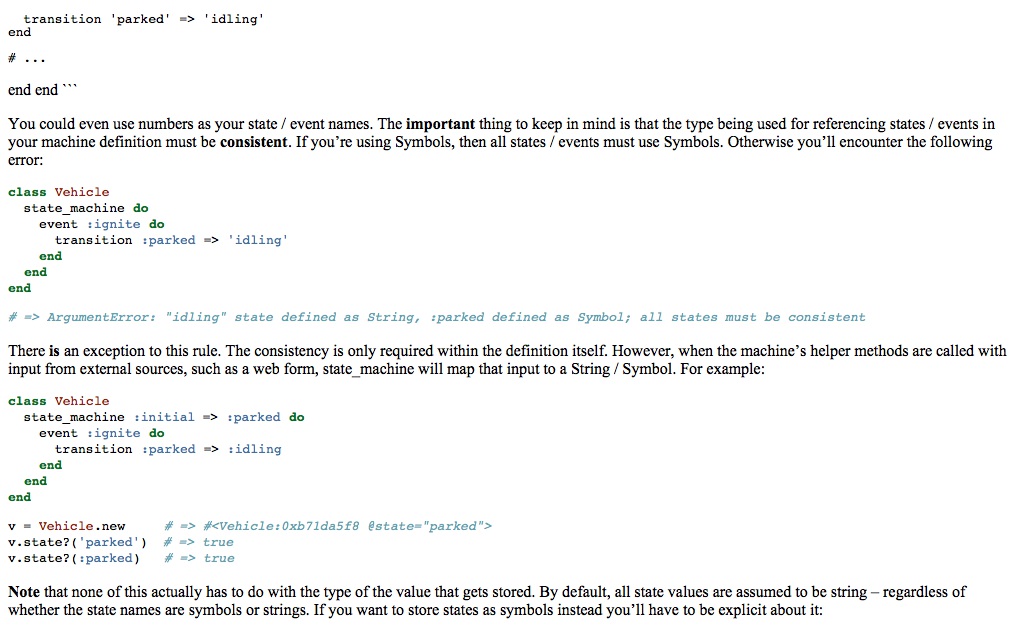 transition 'parked' => 'idling'
end
# ...
end end ```
You could even use numbers as your state / event names. The important thing to keep in mind is that the type being used for referencing states / events in
your machine definition must be consistent. If you’re using Symbols, then all states / events must use Symbols. Otherwise you’ll encounter the following
error:
class Vehicle
  state_machine do
    event :ignite do
      transition :parked => 'idling'
    end
  end
end
# => ArgumentError: "idling" state defined as String, :parked defined as Symbol; all states must be consistent
There is an exception to this rule. The consistency is only required within the definition itself. However, when the machine’s helper methods are called with
input from external sources, such as a web form, state_machine will map that input to a String / Symbol. For example:
class Vehicle
  state_machine :initial => :parked do
    event :ignite do
      transition :parked => :idling
    end
  end
end
v = Vehicle.new     # => #<Vehicle:0xb71da5f8 @state="parked">
v.state?('parked')  # => true
v.state?(:parked)   # => true
Note that none of this actually has to do with the type of the value that gets stored. By default, all state values are assumed to be string – regardless of
whether the state names are symbols or strings. If you want to store states as symbols instead you’ll have to be explicit about it: